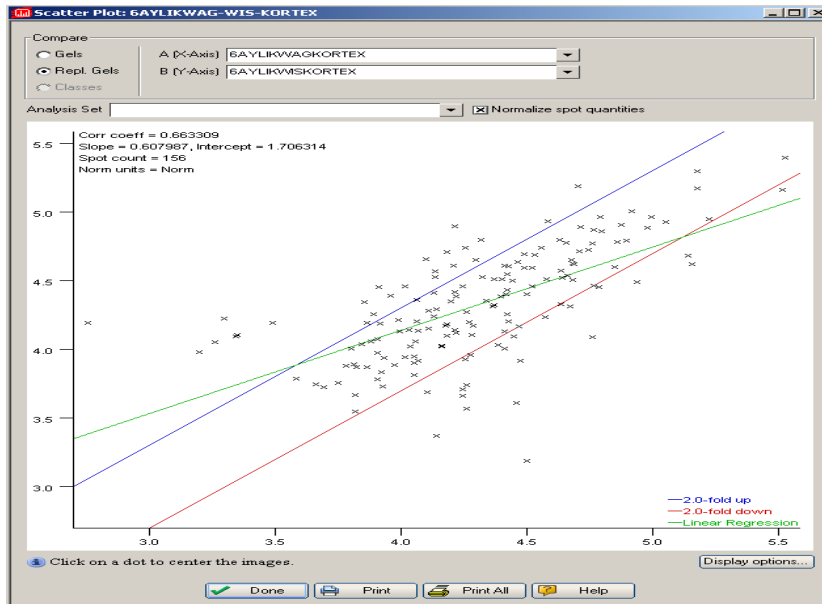 Scatter Plot: 6AYLIKWAG-WIS-KORTEX
Compare
Gels
Repl. Gels
Classes
A (X-Axis) 6AYLIKWAGKORTEX
B (Y-Axis) 6AYLIKWISKORTEX
Analysis Set
Normalize spot quantities
Corr coeff = 0.663309
Slope = 0.607987, Intercept = 1.706314
Spot count = 156
Norm units = Norm
5.5
5.0
4.5
4.0
3.5
3.0
2.0-fold up
2.0-fold down
Linear Regression
3.0 3.5 4.0 4.5 5.0 5.5
Click on a dot to center the images.
Display options...
Done Print Print All Help